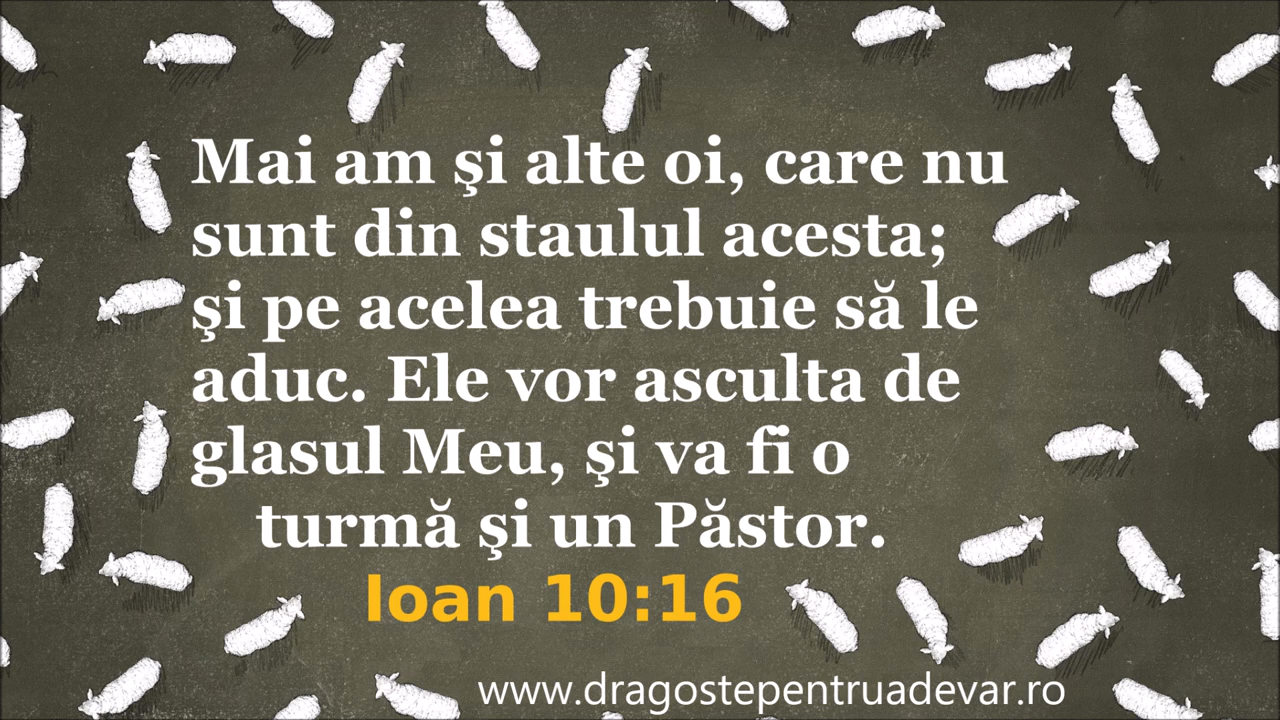 Mai am şi alte oi, care nu
sunt din staulul acesta;
şi pe acelea trebuie să le
aduc. Ele vor asculta de
glasul Meu, şi va fi o
turmă şi un Păstor.
Ioan 10:16
www.dragostepentruadevar.ro